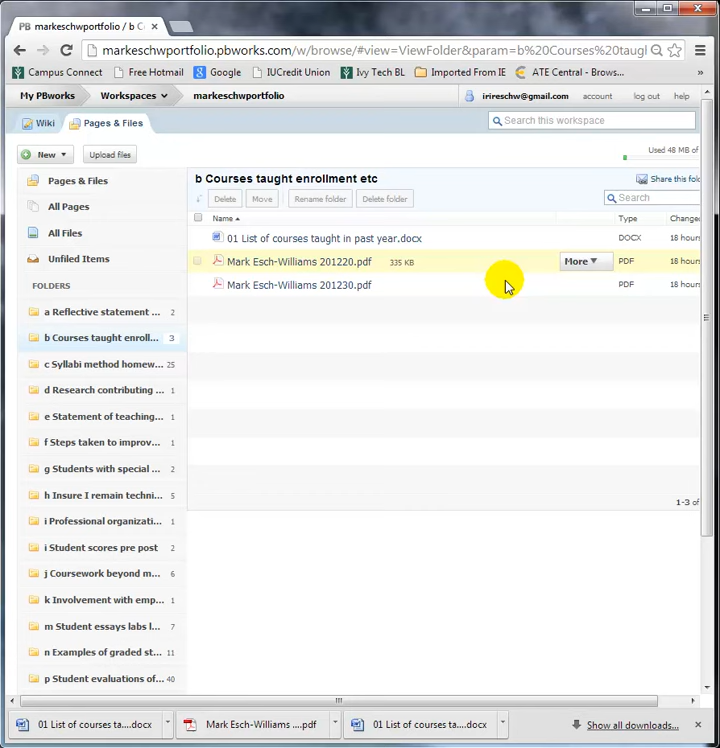 PB markeschwportfolio / b C
markeschwportfolio.pbworks.com/w/browse/#view=ViewFolder&param=b%20Courses%20taugl
Campus Connect Free Hotmail Google IUCredit Union Ivy Tech BL Imported From IE ATE Central - Brows... »
My PBworks Workspaces markeschwportfolio irireschw@gmail.com account log out help
Wiki Pages & Files Search this workspace
New Upload files Used 48 MB of
Pages & Files b Courses taught enrollment etc Share this fold
Delete Move Rename folder Delete folder Search
All Pages Name Type Changed
All Files 01 List of courses taught in past year.docx DOCX 18 hours
Unfiled Items Mark Esch-Williams 201220.pdf 335 KB More PDF 18 hours
FOLDERS Mark Esch-Williams 201230.pdf PDF 18 hours
a Reflective statement ... 2
b Courses taught enroll... 3
c Syllabi method homew... 25
d Research contributing ... 1
e Statement of teaching... 1
f Steps taken to improv... 1
g Students with special ... 2
h Insure I remain techni... 1
i Professional organizati... 1
1-3 of
i Student scores pre post 2
j Coursework beyond m... 6
k Involvement with emp... 1
m Student essays labs l... 7
n Examples of graded st... 11
p Student evaluations of... 40
01 List of courses ta....docx Mark Esch-Williams ....pdf 01 List of courses ta....docx Show all downloads...